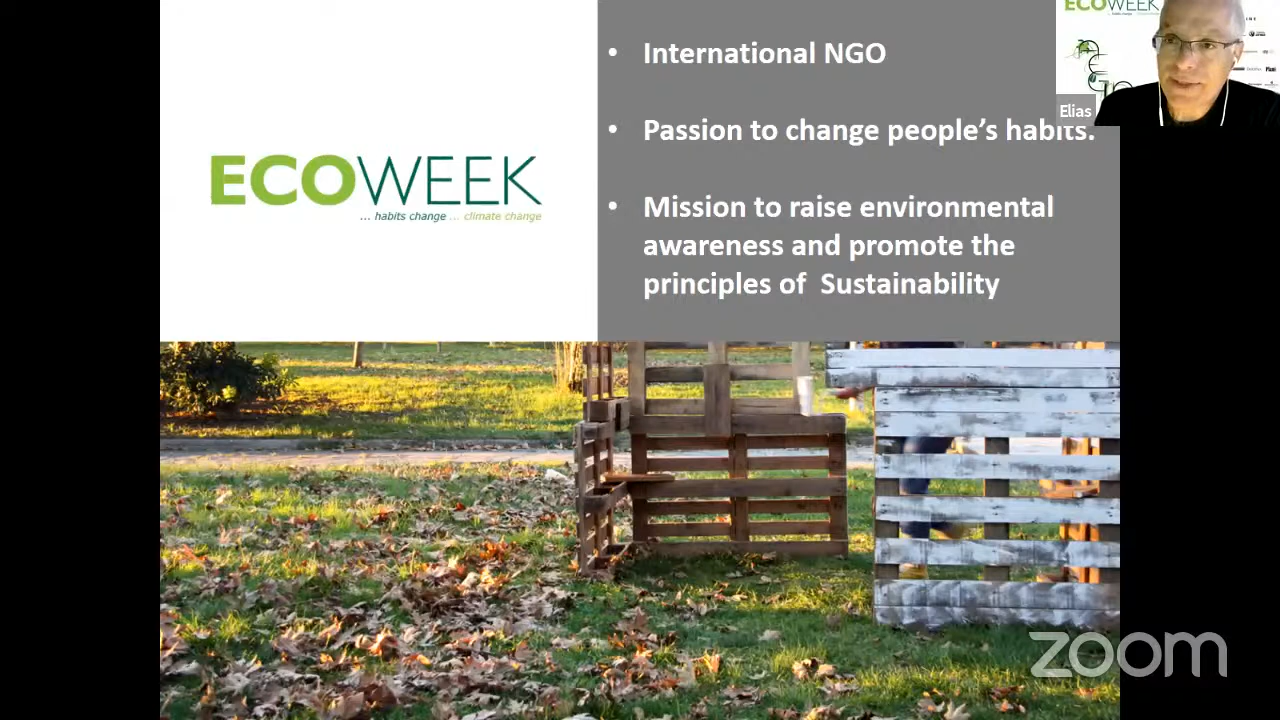 ECOWEEK
... habits change ... climate change
• International NGO
• Passion to change people's habits.
• Mission to raise environmental
awareness and promote the
principles of  Sustainability
ECOWEEK
Elias
zoom